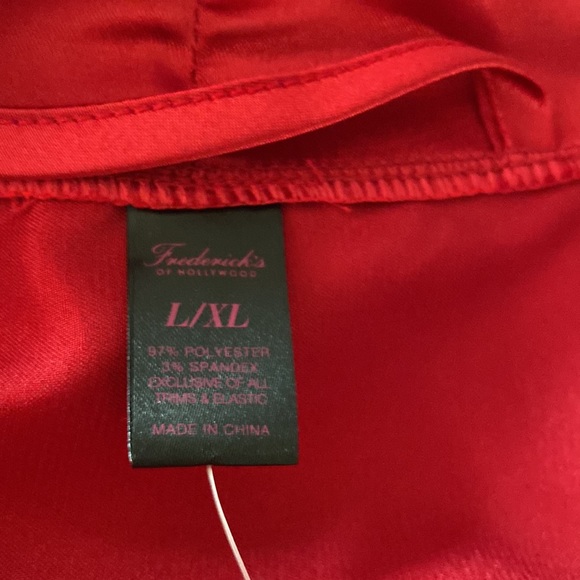 Frederick's
OF HOLLYWOOD
L/XL
97% POLYESTER
3% SPANDEX
EXCLUSIVE OF ALL
TRIMS & ELASTIC
MADE IN CHINA